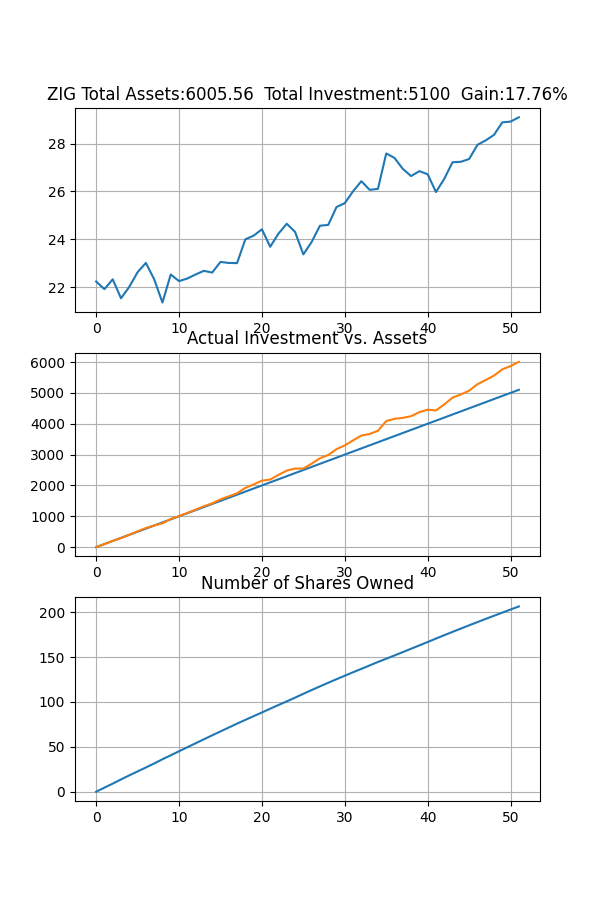 ZIG Total Assets:6005.56  Total Investment:5100  Gain:17.76%
28
26
24
22
0 10 20 30 40 50
Actual Investment vs. Assets
6000
5000
4000
3000
2000
1000
0
0 10 20 30 40 50
Number of Shares Owned
200
150
100
50
0
0 10 20 30 40 50